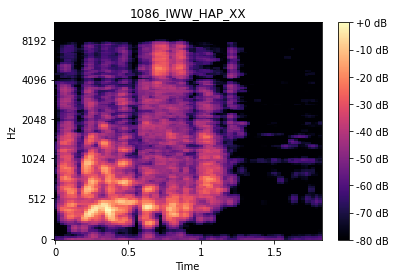 1086_IWW_HAP_XX
8192
4096
2048
1024
512
0
Hz
0
0.5
1
1.5
Time
+0 dB
-10 dB
-20 dB
-30 dB
-40 dB
-50 dB
-60 dB
-70 dB
-80 dB